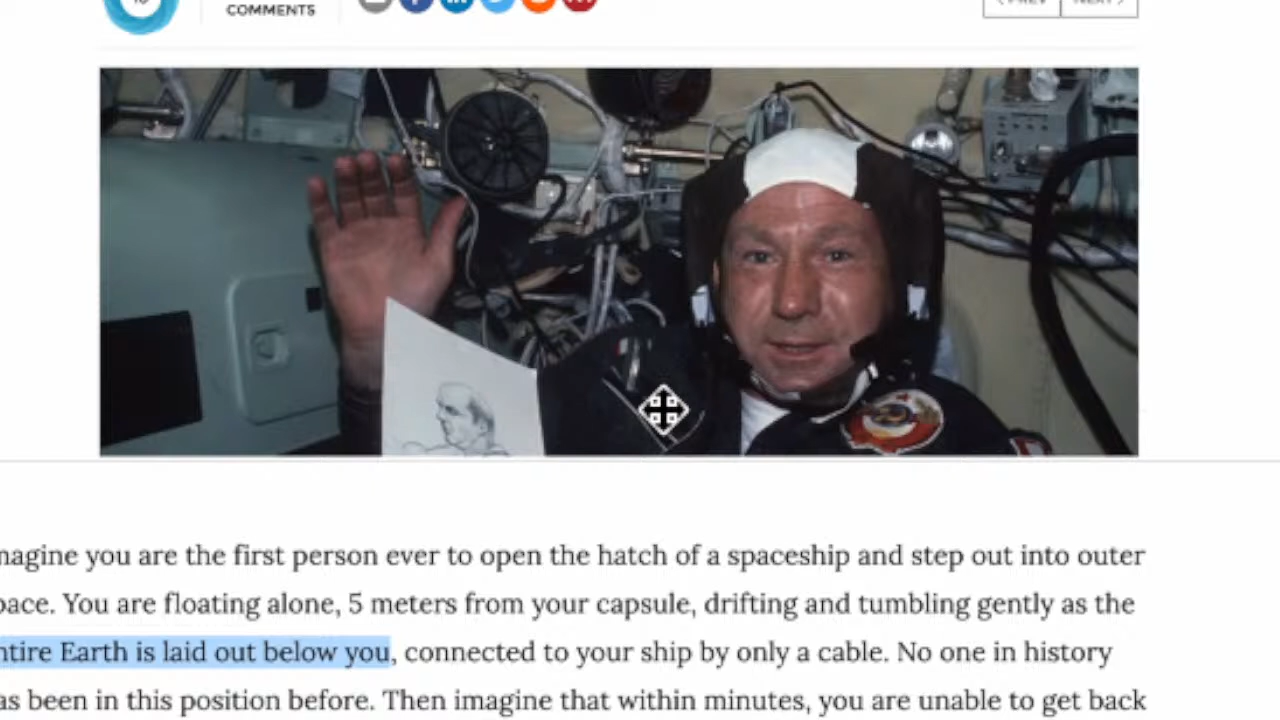 COMMENTS
magine you are the first person ever to open the hatch of a spaceship and step out into outer
pace. You are floating alone, 5 meters from your capsule, drifting and tumbling gently as the
ntire Earth is laid out below you, connected to your ship by only a cable. No one in history
as been in this position before. Then imagine that within minutes, you are unable to get back